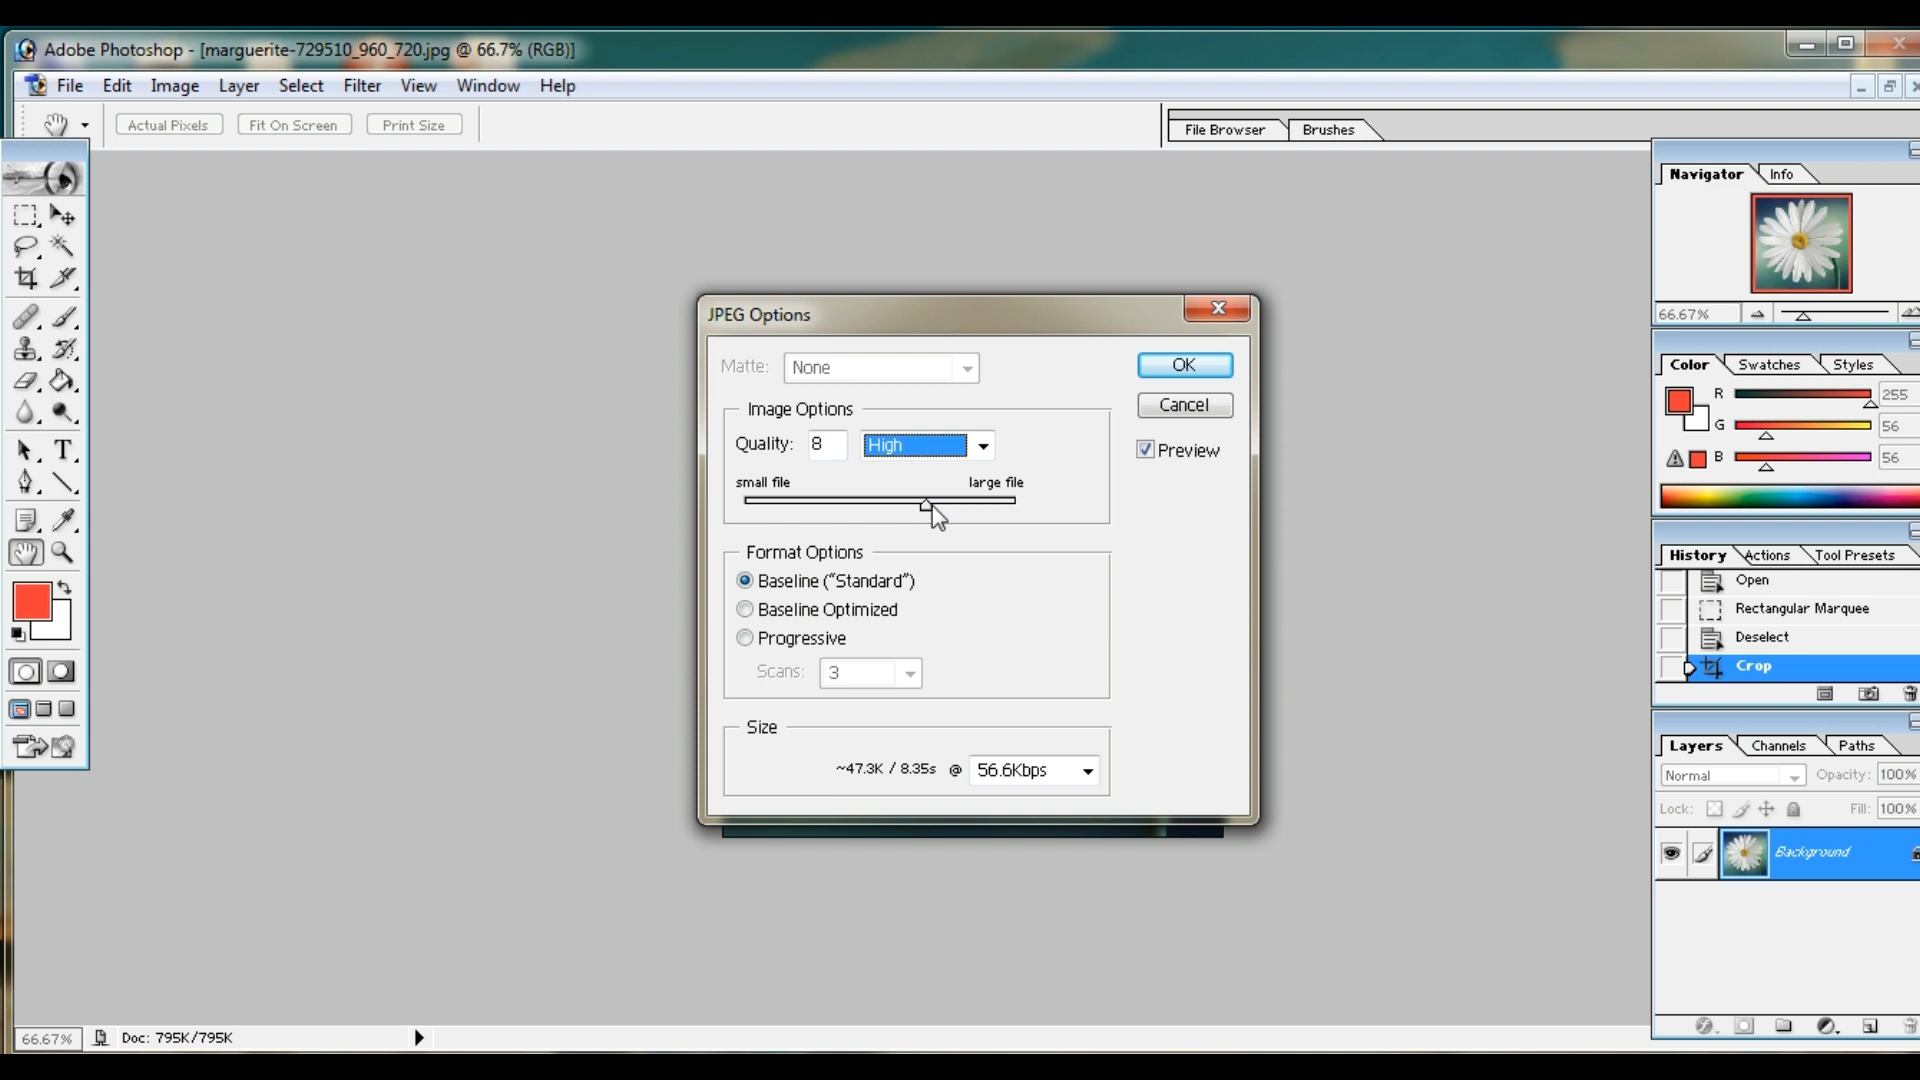 Adobe Photoshop - [marguerite-729510_960_720.jpg @ 66.7% (RGB)]
File Edit Image Layer Select Filter View Window Help
Actual Pixels Fit On Screen Print Size
File Browser Brushes
Navigator Info
66.67%
Color Swatches Styles
R 255
G 56
B 56
History Actions Tool Presets
Open
Rectangular Marquee
Deselect
Crop
Layers Channels Paths
Normal Opacity: 100%
Lock: Fill: 100%
Background
T
JPEG Options
Matte: None
OK
Cancel
Preview
Image Options
Quality: 8 High
small file large file
Format Options
Baseline (“Standard”)
Baseline Optimized
Progressive
Scans: 3
Size
~47.3K / 8.35s @ 56.6Kbps
66.67% Doc: 795K/795K